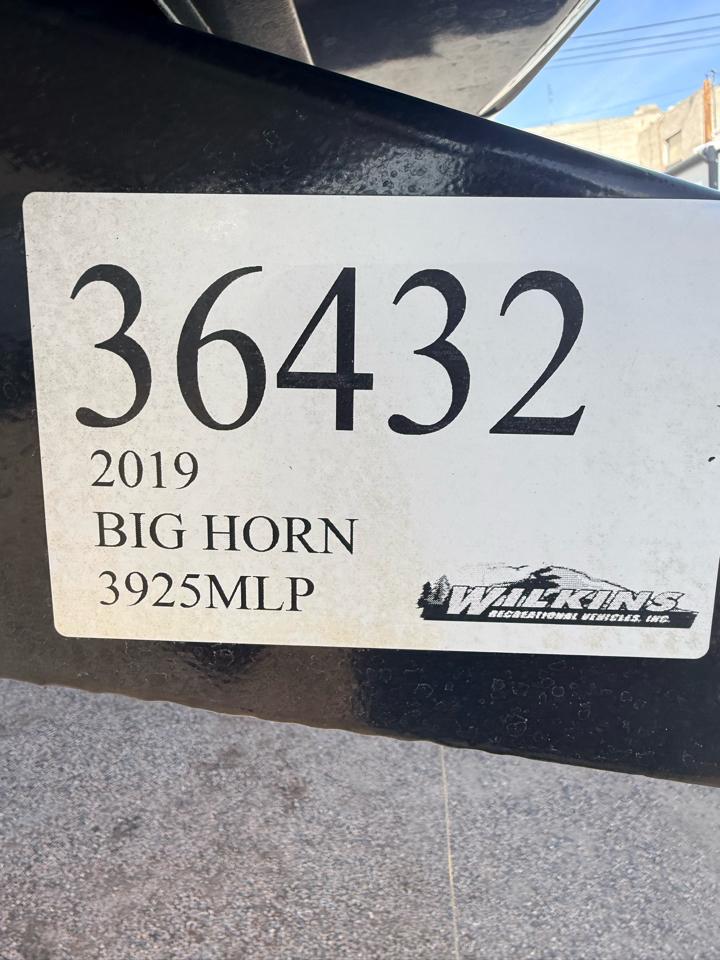 36432
2019
BIG HORN
3925MLP
WILKINS
RECREATIONAL VEHICLES, INC.